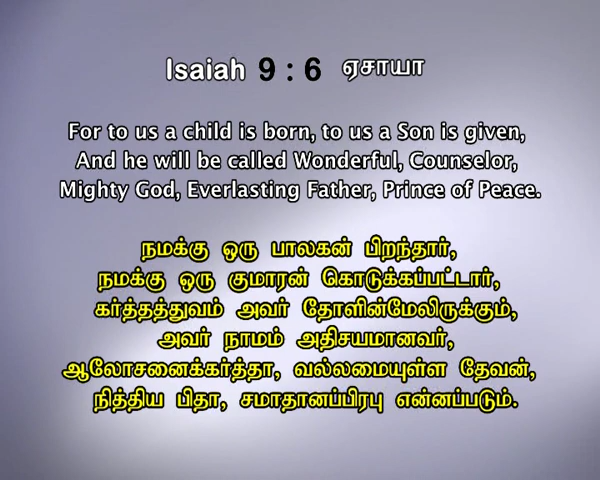 Isaiah 9 : 6 ஏசாயா
For to us a child is born, to us a Son is given,
And he will be called Wonderful, Counselor,
Mighty God, Everlasting Father, Prince of Peace.
நமக்கு ஒரு பாலகன் பிறந்தார்,
நமக்கு ஒரு குமாரன் கொடுக்கப்பட்டார்,
கர்த்தத்துவம் அவர் தோளின்மேலிருக்கும்,
அவர் நாமம் அதிசயமானவர்,
ஆலோசனைக்கர்த்தா, வல்லமையுள்ள தேவன்,
நித்திய பிதா, சமாதானப்பிரபு என்னப்படும்.